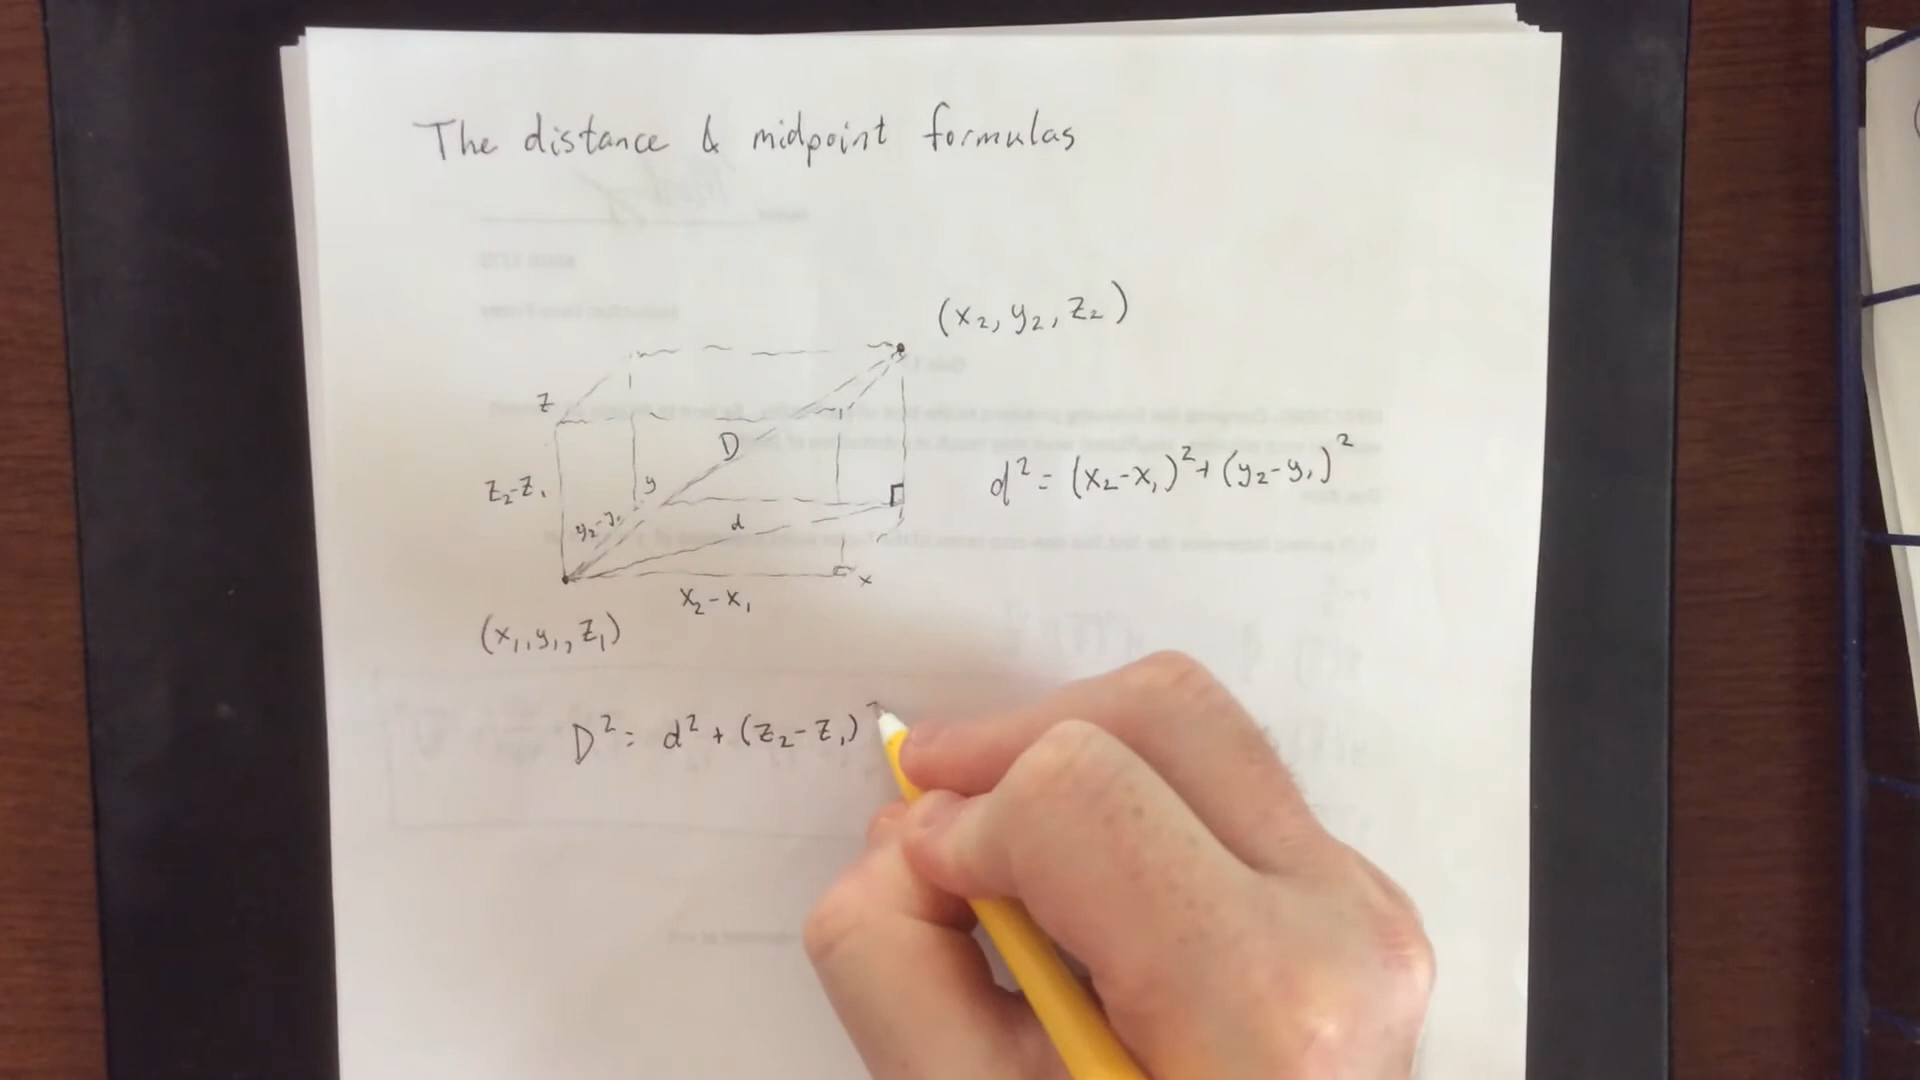 The distance & midpoint formulas
(x₂, y₂, z₂)
z
D
z₂-z₁
y
d² = (x₂-x₁)² + (y₂-y₁)²
y₂-y₁
d
x
x₂-x₁
(x₁, y₁, z₁)
D² = d² + (z₂-z₁)²